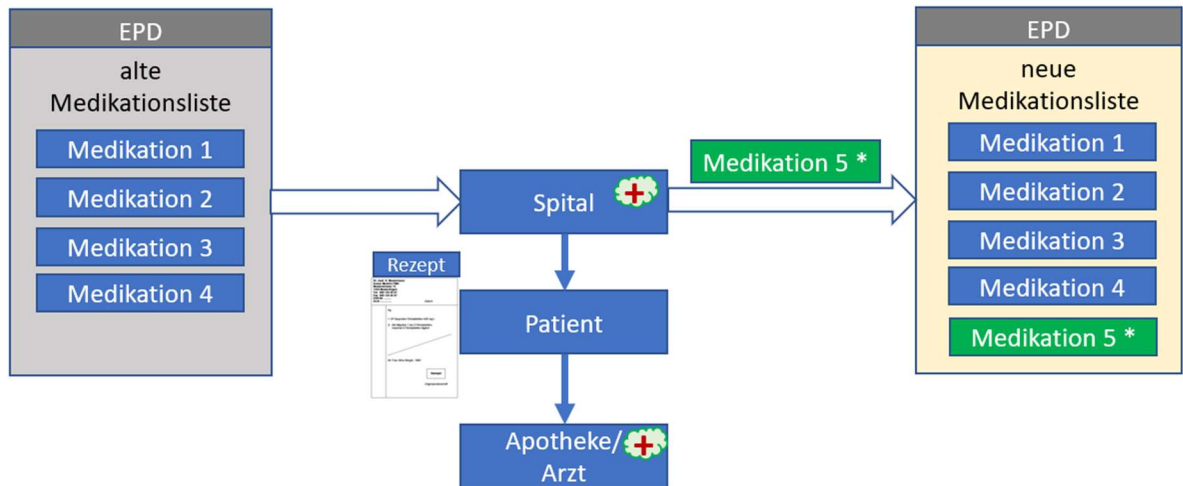 EPD
alte
Medikationsliste
Medikation 1
Medikation 2
Medikation 3
Medikation 4
Spital
Rezept
Patient
Apotheke/
Arzt
Medikation 5 *
EPD
neue
Medikationsliste
Medikation 1
Medikation 2
Medikation 3
Medikation 4
Medikation 5 *